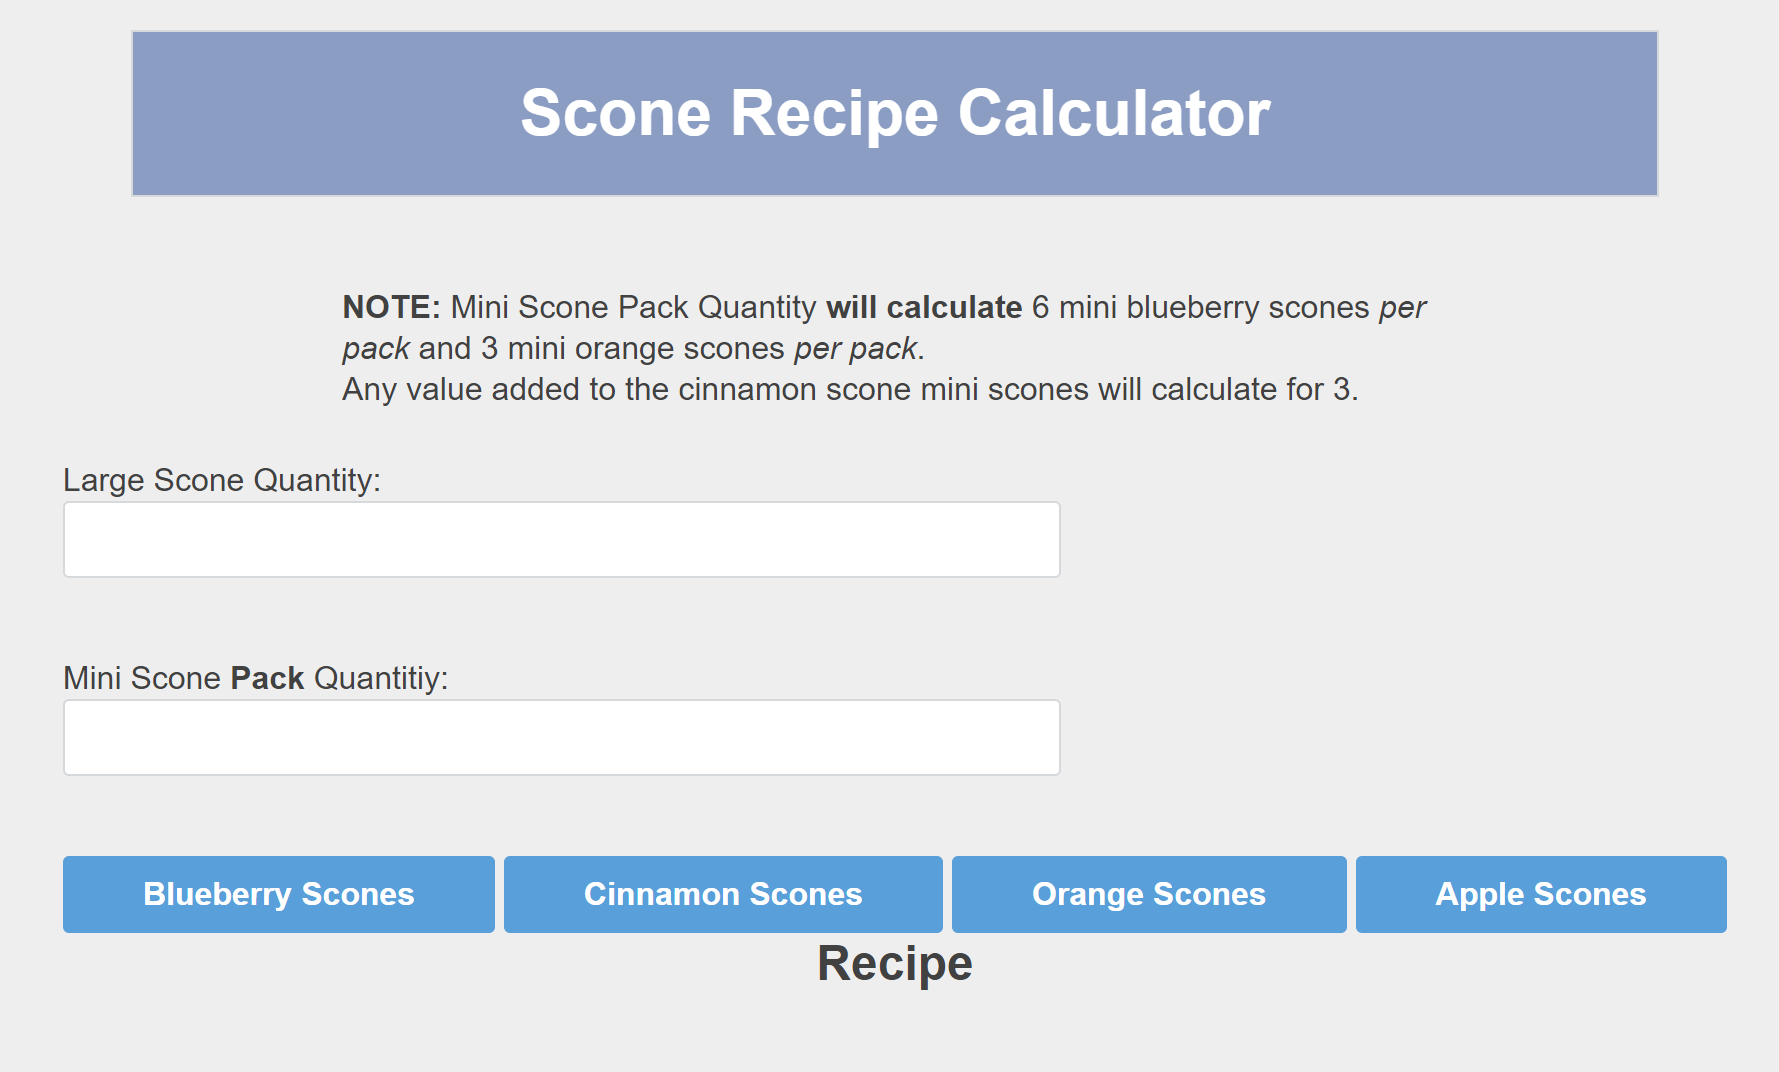 Scone Recipe Calculator
NOTE: Mini Scone Pack Quantity will calculate 6 mini blueberry scones per
pack and 3 mini orange scones per pack.
Any value added to the cinnamon scone mini scones will calculate for 3.
Large Scone Quantity:
Mini Scone Pack Quantitiy:
Blueberry Scones
Cinnamon Scones
Orange Scones
Apple Scones
Recipe